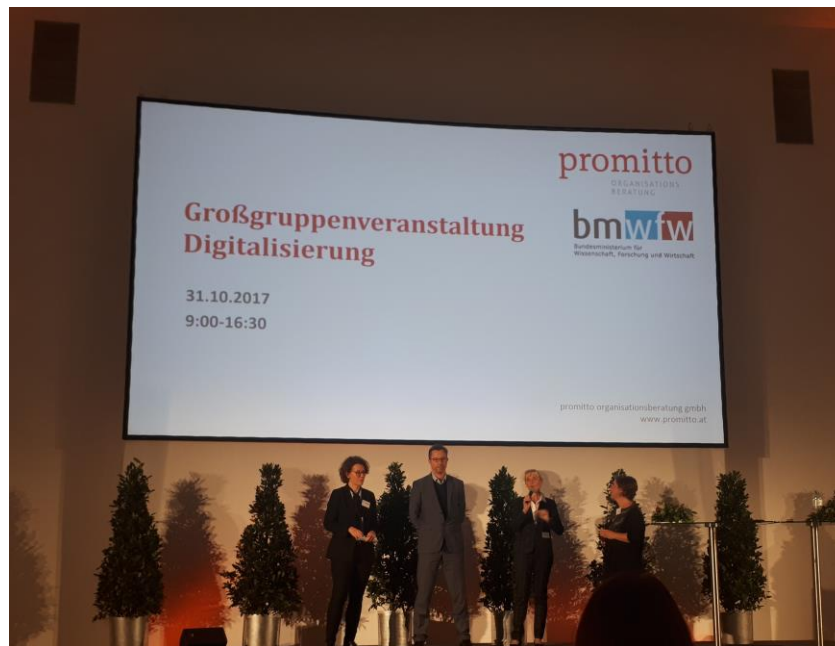 promitto
ORGANISATIONS
BERATUNG
Großgruppenveranstaltung
Digitalisierung
bmwfw
Bundesministerium für
Wissenschaft, Forschung und Wirtschaft
31.10.2017
9:00-16:30
promitto organisationsberatung gmbh
www.promitto.at